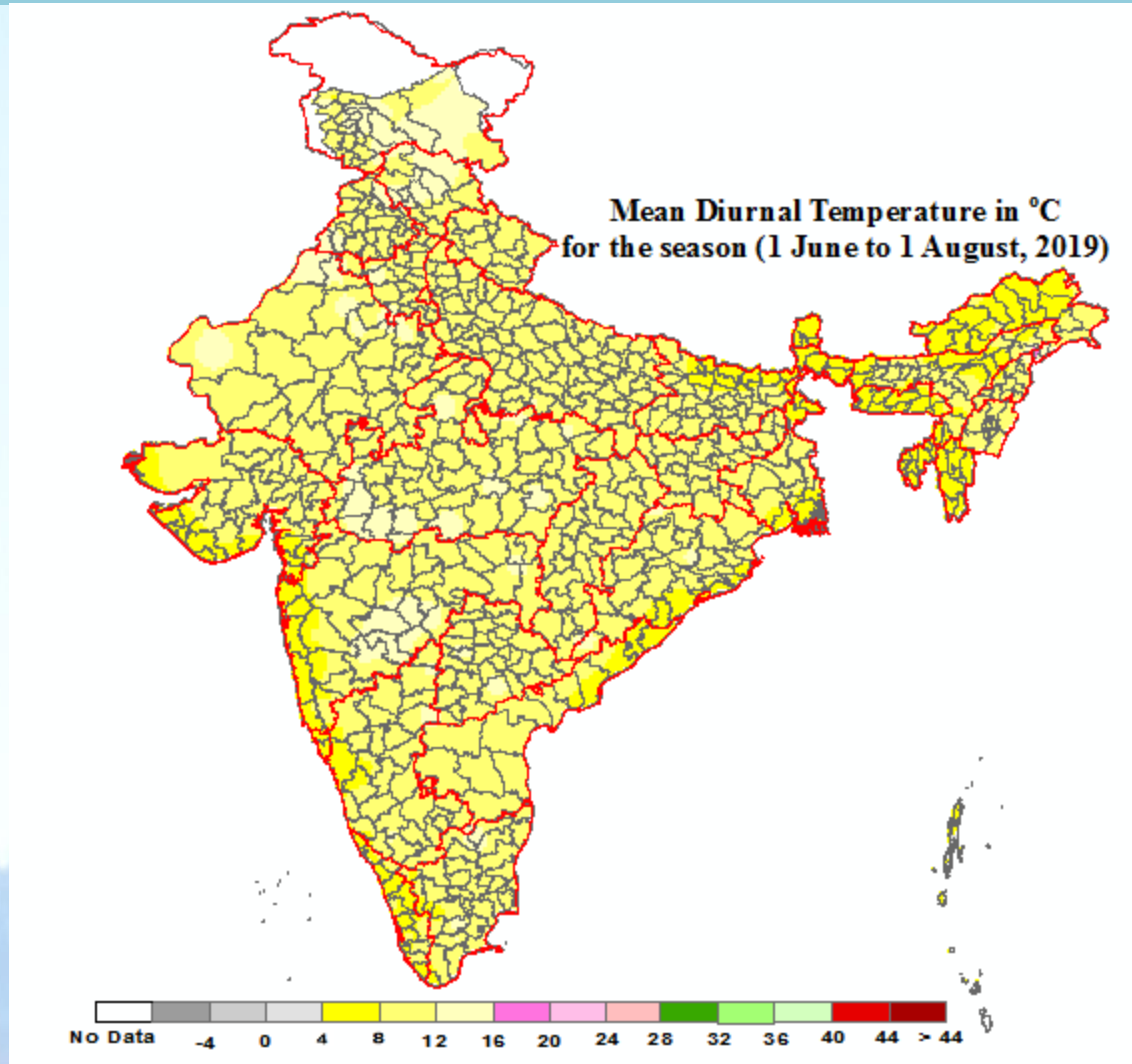 Mean Diurnal Temperature in °C
for the season (1 June to 1 August, 2019)
No Data -4 0 4 8 12 16 20 24 28 32 36 40 44 > 44